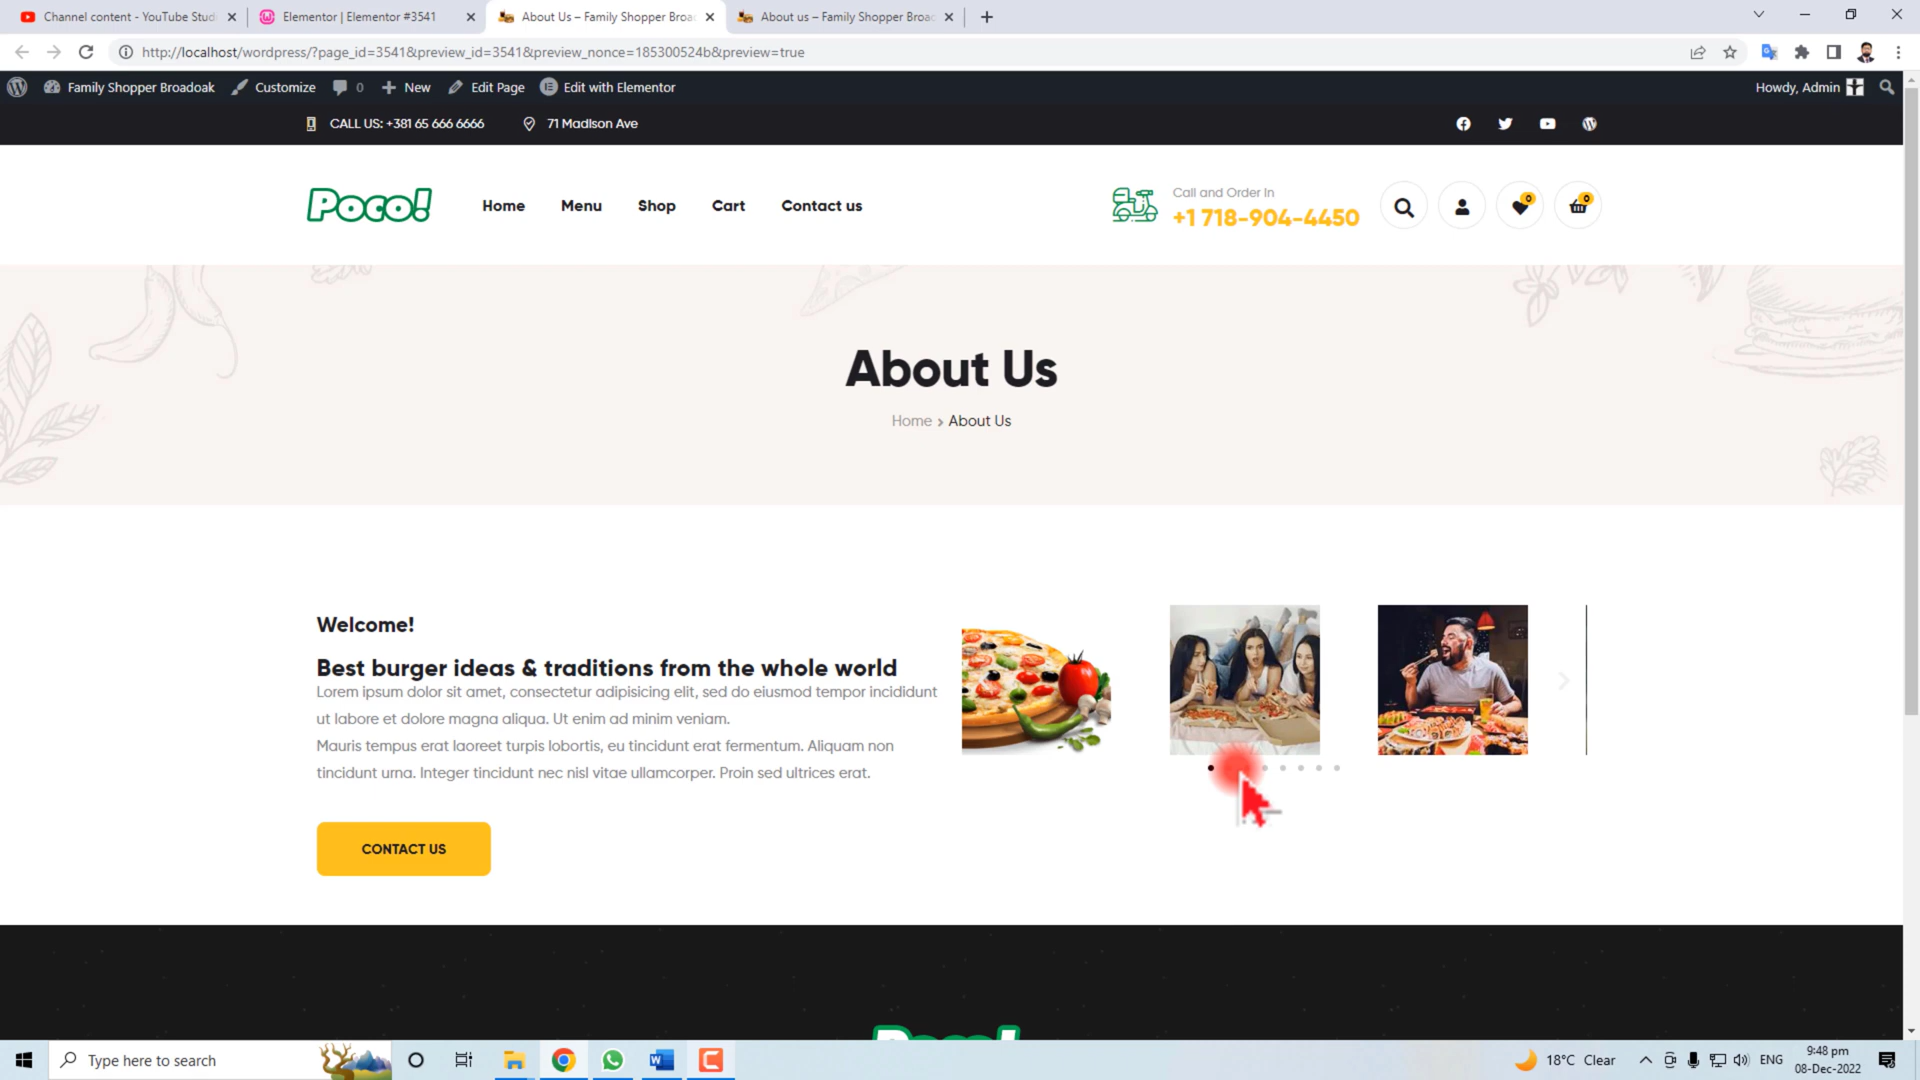 Channel content - YouTube Stud
Elementor | Elementor #3541
About Us – Family Shopper Broa
About us – Family Shopper Broad
http://localhost/wordpress/?page_id=3541&preview_id=3541&preview_nonce=185300524b&preview=true
Family Shopper Broadoak
Customize
0
New
Edit Page
Edit with Elementor
Howdy, Admin
CALL US: +381 65 666 6666
71 Madison Ave
Poco!
Home
Menu
Shop
Cart
Contact us
Call and Order In
+1 718-904-4450
0
0
About Us
Home > About Us
Welcome!
Best burger ideas & traditions from the whole world
Lorem ipsum dolor sit amet, consectetur adipisicing elit, sed do eiusmod tempor incididunt
ut labore et dolore magna aliqua. Ut enim ad minim veniam.
Mauris tempus erat laoreet turpis lobortis, eu tincidunt erat fermentum. Aliquam non
tincidunt urna. Integer tincidunt nec nisl vitae ullamcorper. Proin sed ultrices erat.
CONTACT US
Type here to search
18°C Clear
ENG
9:48 pm
08-Dec-2022